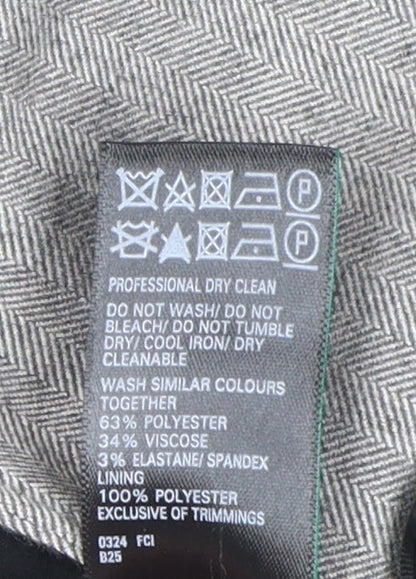 P
P
PROFESSIONAL DRY CLEAN
DO NOT WASH/ DO NOT
BLEACH/ DO NOT TUMBLE
DRY/ COOL IRON/ DRY
CLEANABLE
WASH SIMILAR COLOURS
TOGETHER
63% POLYESTER
34% VISCOSE
3% ELASTANE/ SPANDEX
LINING
100% POLYESTER
EXCLUSIVE OF TRIMMINGS
0324 FCI
B25